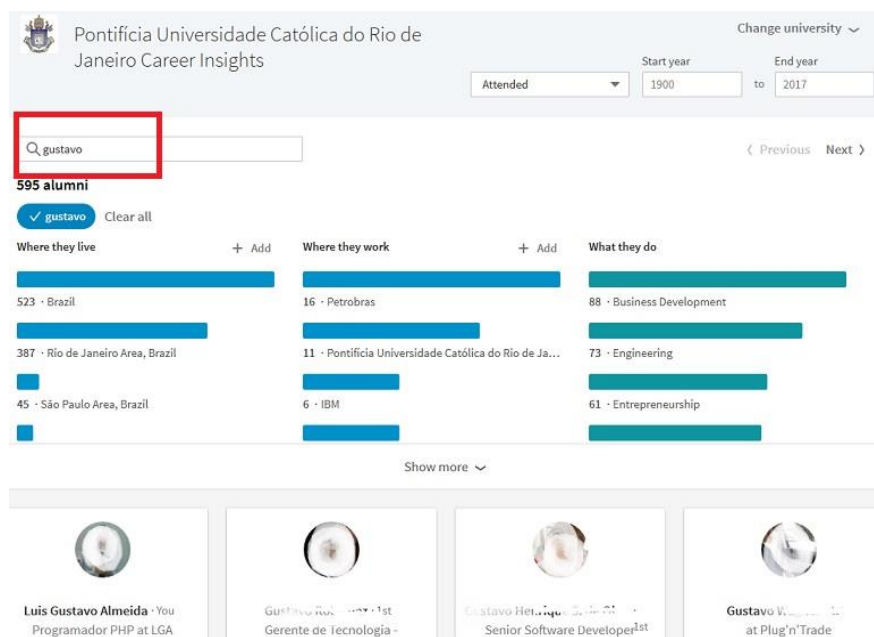 Pontifícia Universidade Católica do Rio de
Janeiro Career Insights
Change university
Start year
End year
Attended
1900
to
2017
gustavo
Previous
Next
595 alumni
gustavo
Clear all
Where they live
+ Add
Where they work
+ Add
What they do
523 · Brazil
16 · Petrobras
88 · Business Development
387 · Rio de Janeiro Area, Brazil
11 · Pontifícia Universidade Católica do Rio de Ja...
73 · Engineering
45 · São Paulo Area, Brazil
6 · IBM
61 · Entrepreneurship
Show more
Luis Gustavo Almeida · You
Programador PHP at LGA
1st
Gerente de Tecnologia -
Senior Software Developer
1st
Gustavo
at Plug'n'Trade